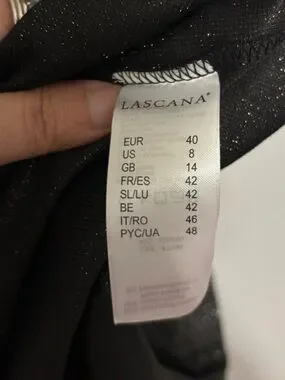 LASCANA
EUR 40
US 8
GB 14
FR/ES 42
SL/LU 42
BE 42
IT/RO 46
PYC/UA 48